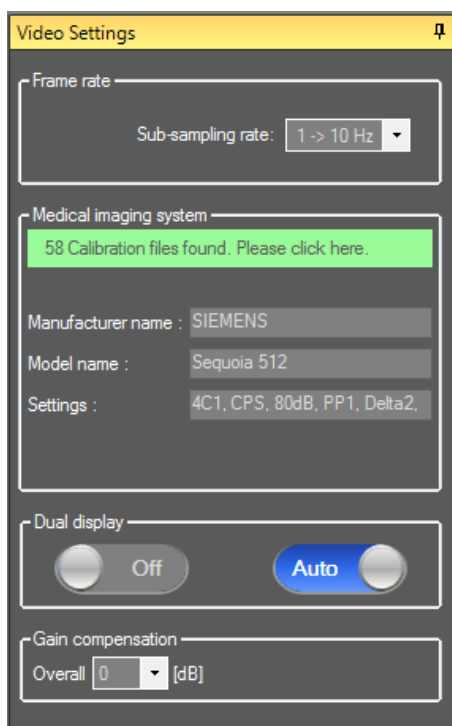 Video Settings
Frame rate
Sub-sampling rate: 1 -> 10 Hz
Medical imaging system
58 Calibration files found. Please click here.
Manufacturer name : SIEMENS
Model name : Sequoia 512
Settings : 4C1, CPS, 80dB, PP1, Delta2,
Dual display
Off Auto
Gain compensation
Overall 0 [dB]